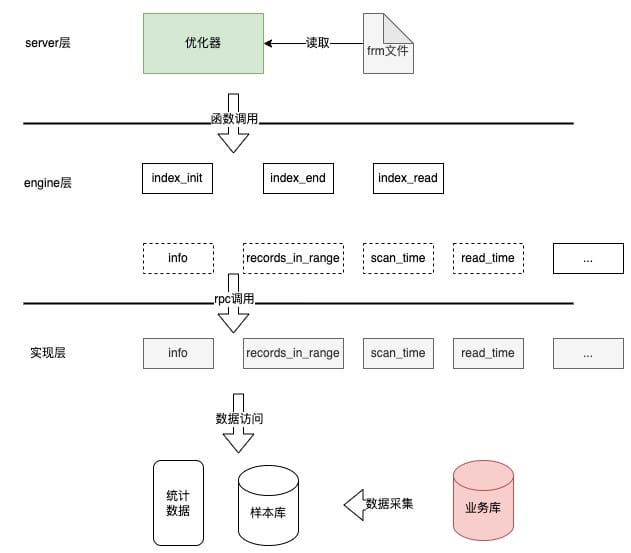 server层
优化器
读取
frm文件
函数调用
engine层
index_init
index_end
index_read
info
records_in_range
scan_time
read_time
...
rpc调用
实现层
info
records_in_range
scan_time
read_time
...
数据访问
统计
数据
样本库
数据采集
业务库